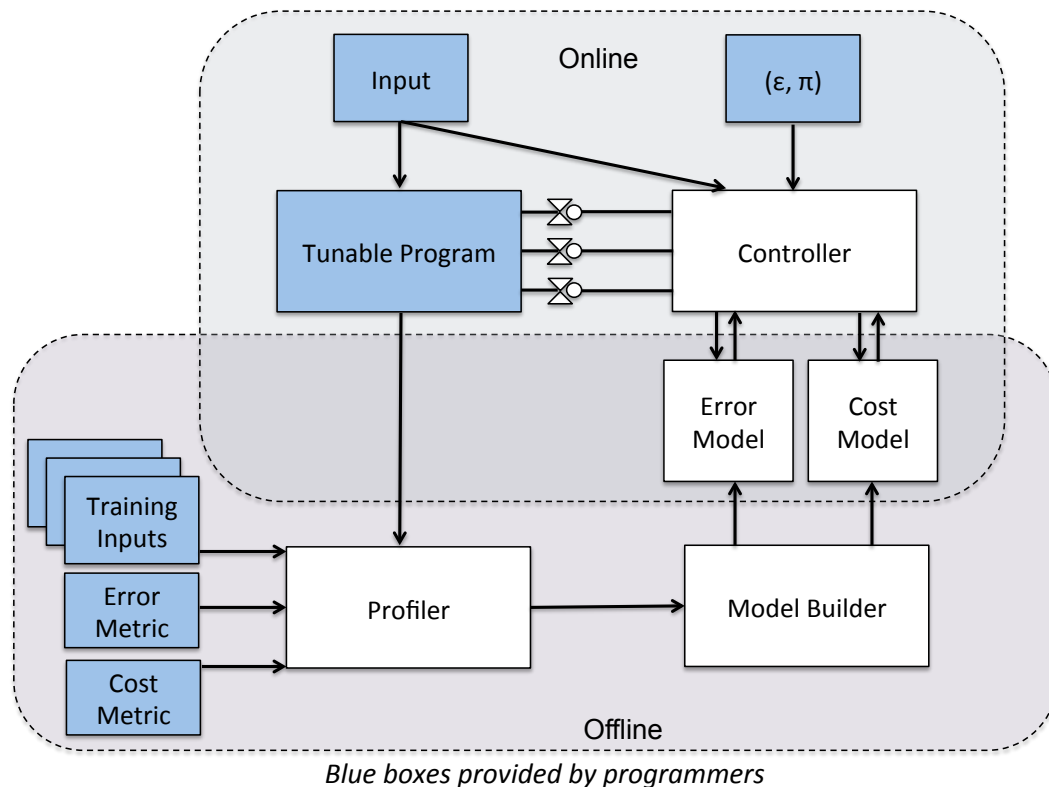 Online
Input
(ε, π)
Tunable Program
Controller
Error
Model
Cost
Model
Training
Inputs
Error
Metric
Cost
Metric
Profiler
Model Builder
Offline
Blue boxes provided by programmers